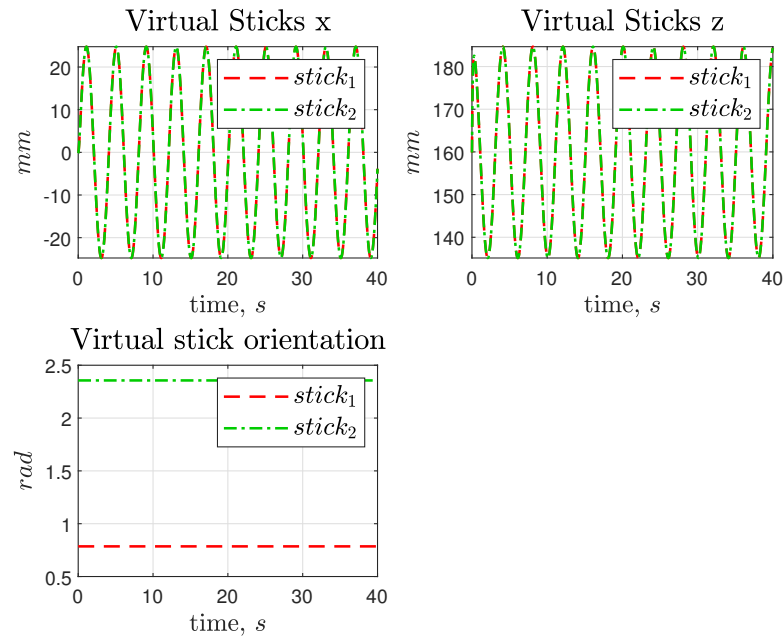 Virtual Sticks x
20
10
0
-10
-20
mm
stick₁
stick₂
0 10 20 30 40
time, s
Virtual Sticks z
180
170
160
150
140
mm
stick₁
stick₂
0 10 20 30 40
time, s
Virtual stick orientation
2.5
2
1.5
1
0.5
rad
stick₁
stick₂
0 10 20 30 40
time, s